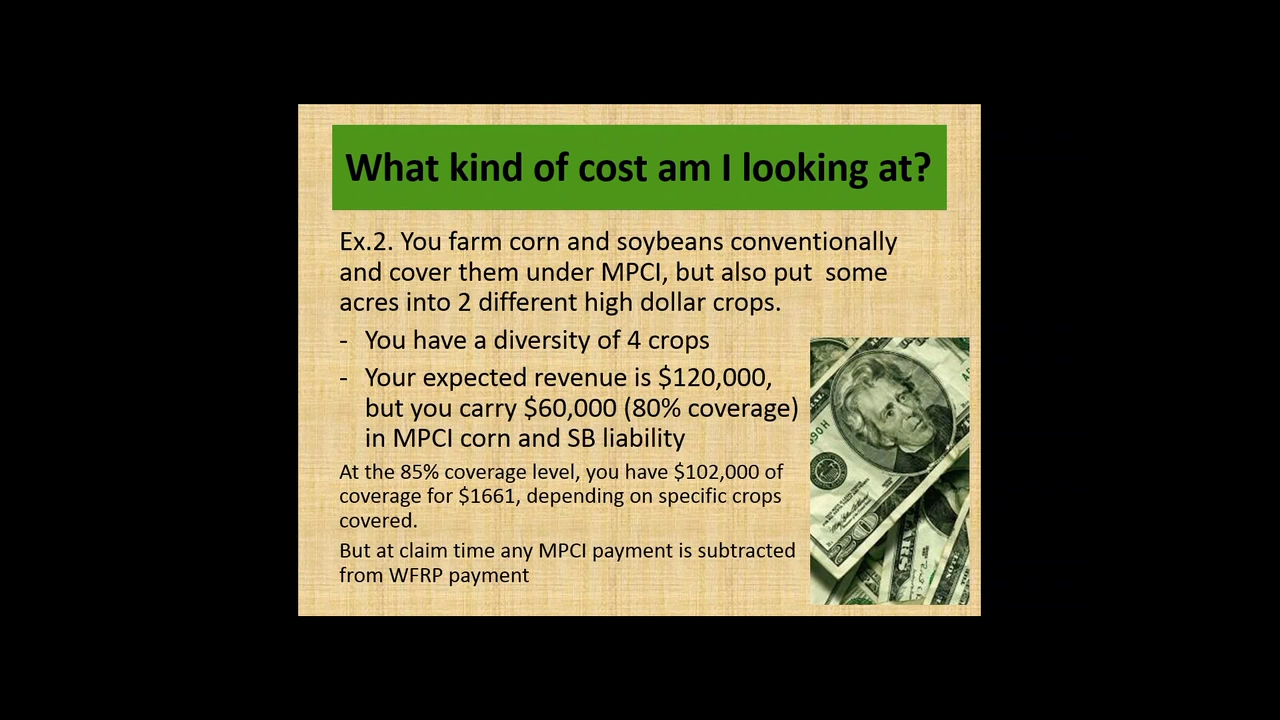 What kind of cost am I looking at?
Ex.2. You farm corn and soybeans conventionally
and cover them under MPCI, but also put  some
acres into 2 different high dollar crops.
- You have a diversity of 4 crops
- Your expected revenue is $120,000,
but you carry $60,000 (80% coverage)
in MPCI corn and SB liability
At the 85% coverage level, you have $102,000 of
coverage for $1661, depending on specific crops
covered.
But at claim time any MPCI payment is subtracted
from WFRP payment